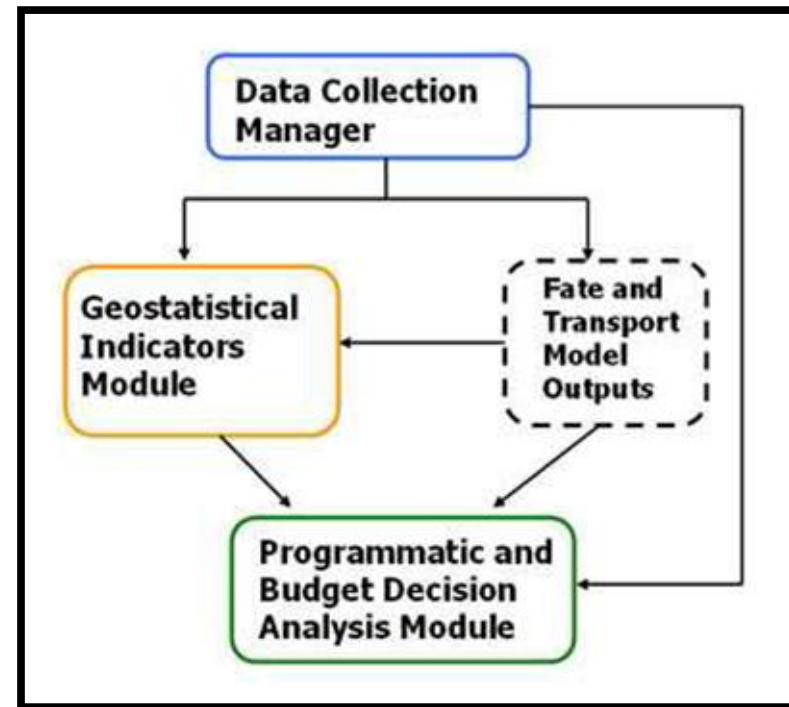 Data Collection
Manager
Geostatistical
Indicators
Module
Fate and
Transport
Model
Outputs
Programmatic and
Budget Decision
Analysis Module